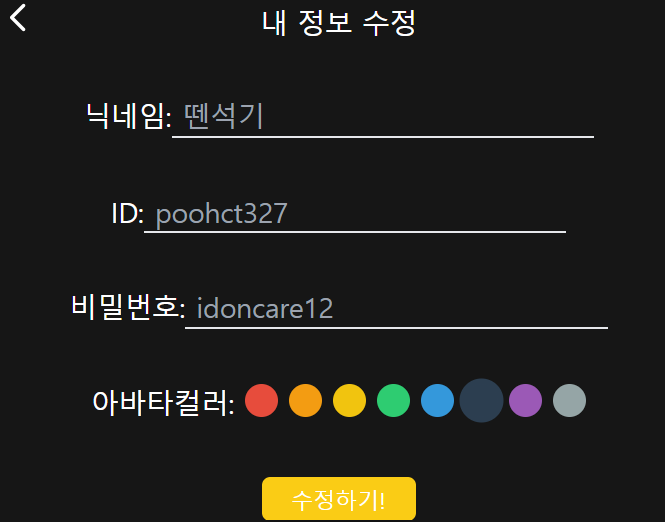 내 정보 수정
닉네임: 뗀석기
ID: poohct327
비밀번호: idoncare12
아바타컬러:
수정하기!